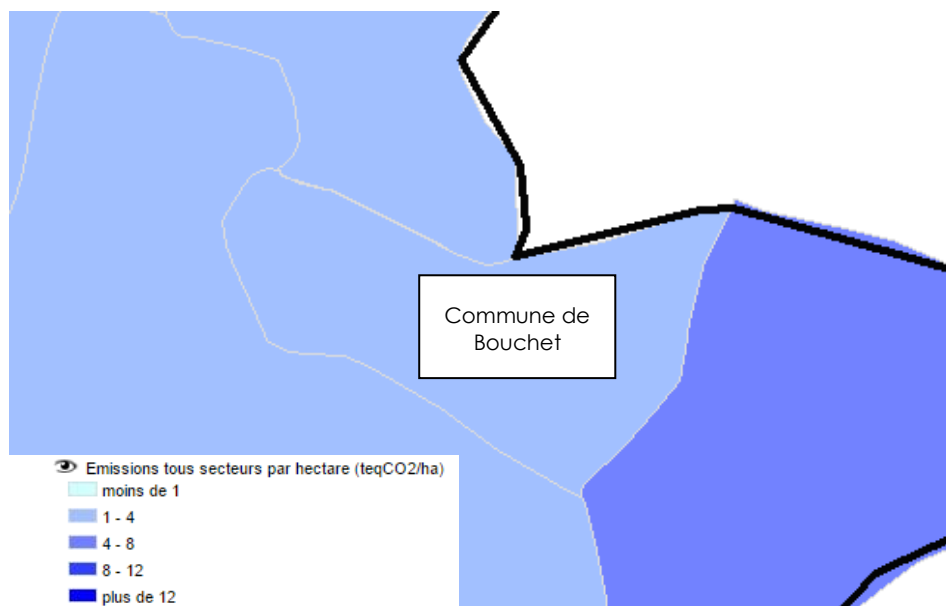 Commune de
Bouchet
Emissions tous secteurs par hectare (teqCO2/ha)
moins de 1
1 - 4
4 - 8
8 - 12
plus de 12